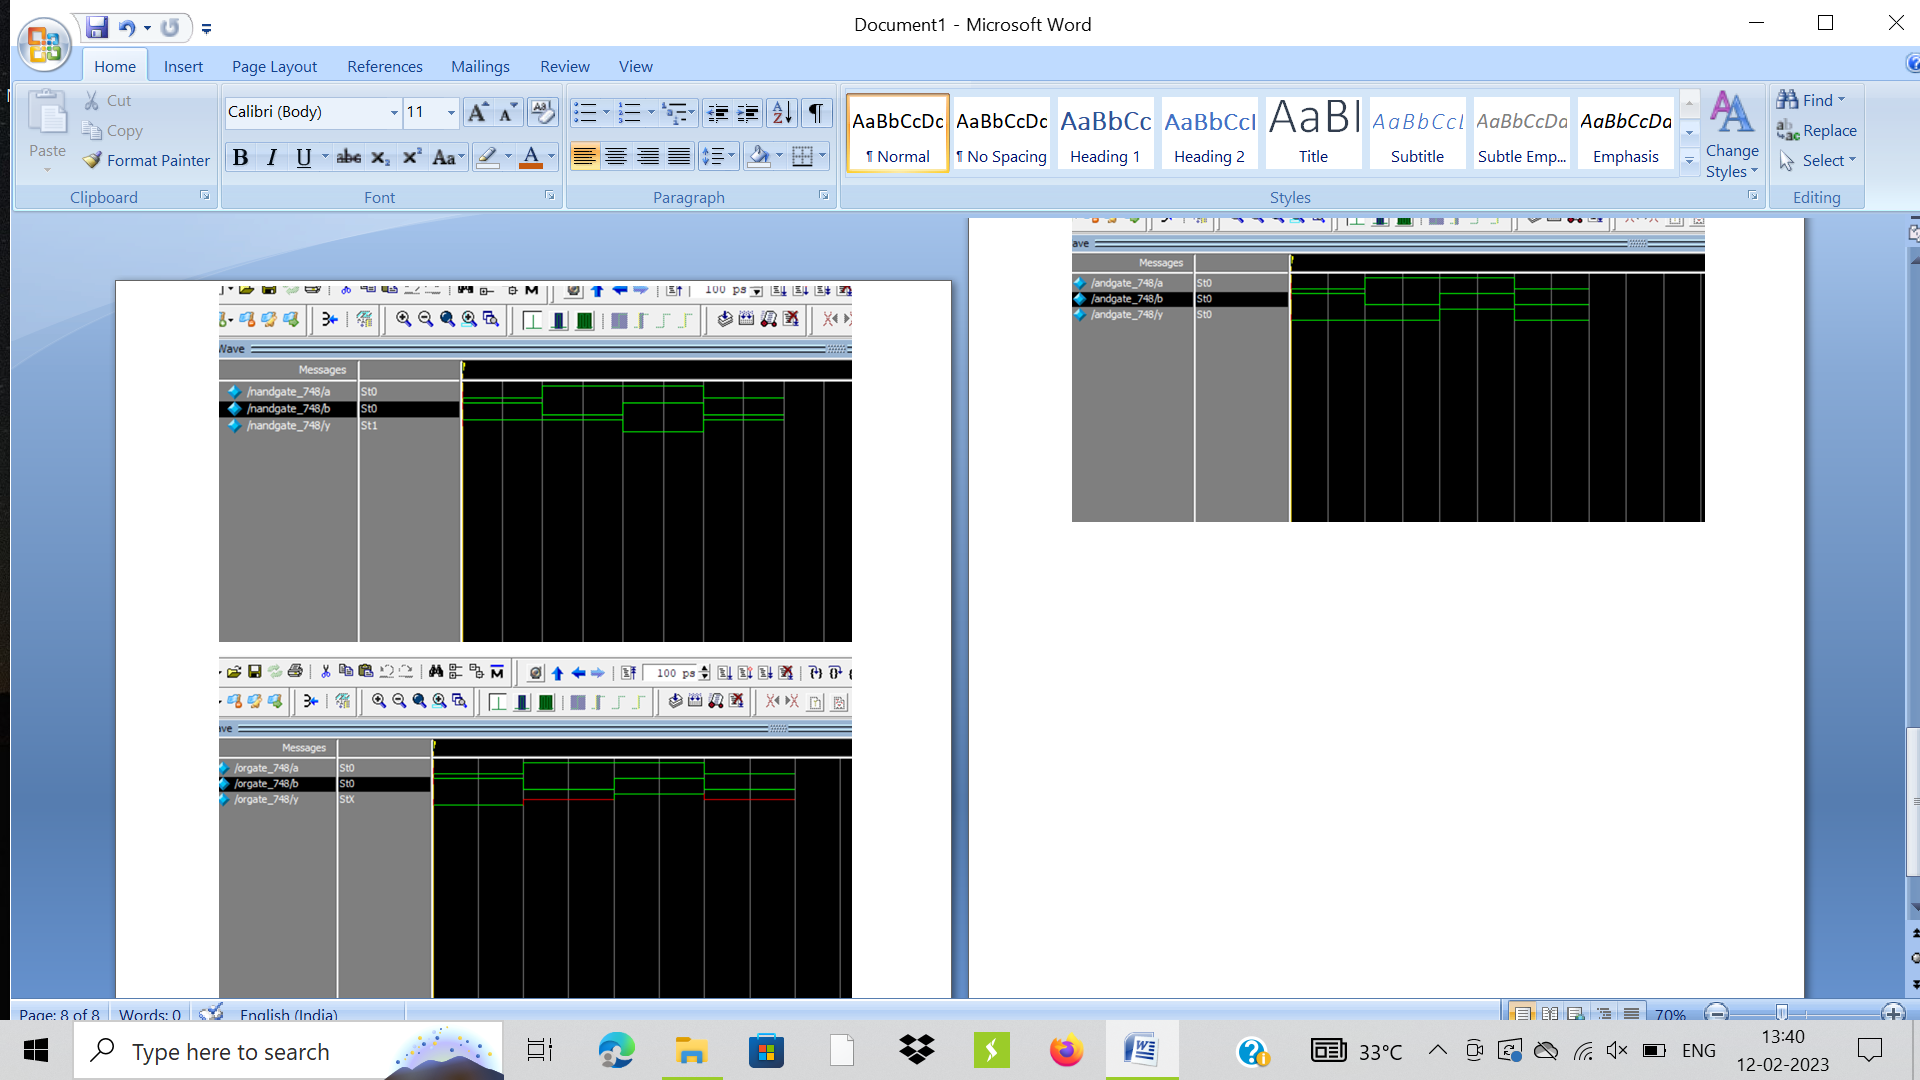 Document1 - Microsoft Word
Home Insert Page Layout References Mailings Review View
Paste
Cut
Copy
Format Painter
Clipboard
Calibri (Body) 11
B I U abc x₂ x² Aa
Font
Paragraph
AaBbCcDc AaBbCcDc AaBbCc AaBbCcI AaBI AaBbCcL AaBbCcDa AaBbCcDa
¶ Normal ¶ No Spacing Heading 1 Heading 2 Title Subtitle Subtle Emp... Emphasis
Styles
Change
Styles
Find
Replace
Select
Editing
100 ps
Wave
Messages
/nandgate_748/a St0
/nandgate_748/b St0
/nandgate_748/y St1
100 ps
ave
Messages
/orgate_748/a St0
/orgate_748/b St0
/orgate_748/y StX
ave
Messages
/andgate_748/a St0
/andgate_748/b St0
/andgate_748/y St0
Page: 8 of 8 Words: 0 English (India) 70%
Type here to search
33°C ENG
13:40
12-02-2023